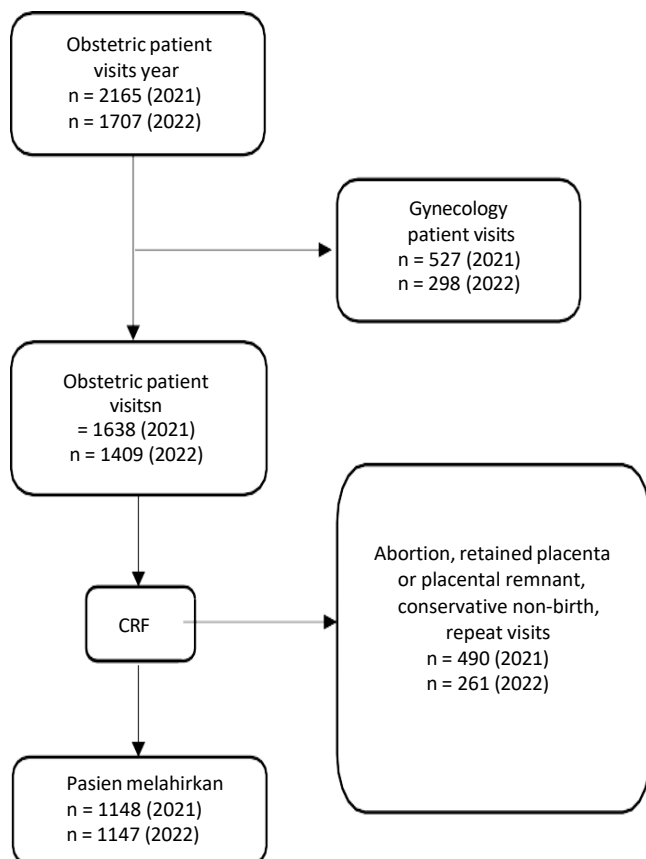 Obstetric patient
visits year
n = 2165 (2021)
n = 1707 (2022)
Gynecology
patient visits
n = 527 (2021)
n = 298 (2022)
Obstetric patient
visitsn
= 1638 (2021)
n = 1409 (2022)
Abortion, retained placenta
or placental remnant,
conservative non-birth,
repeat visits
n = 490 (2021)
n = 261 (2022)
CRF
Pasien melahirkan
n = 1148 (2021)
n = 1147 (2022)